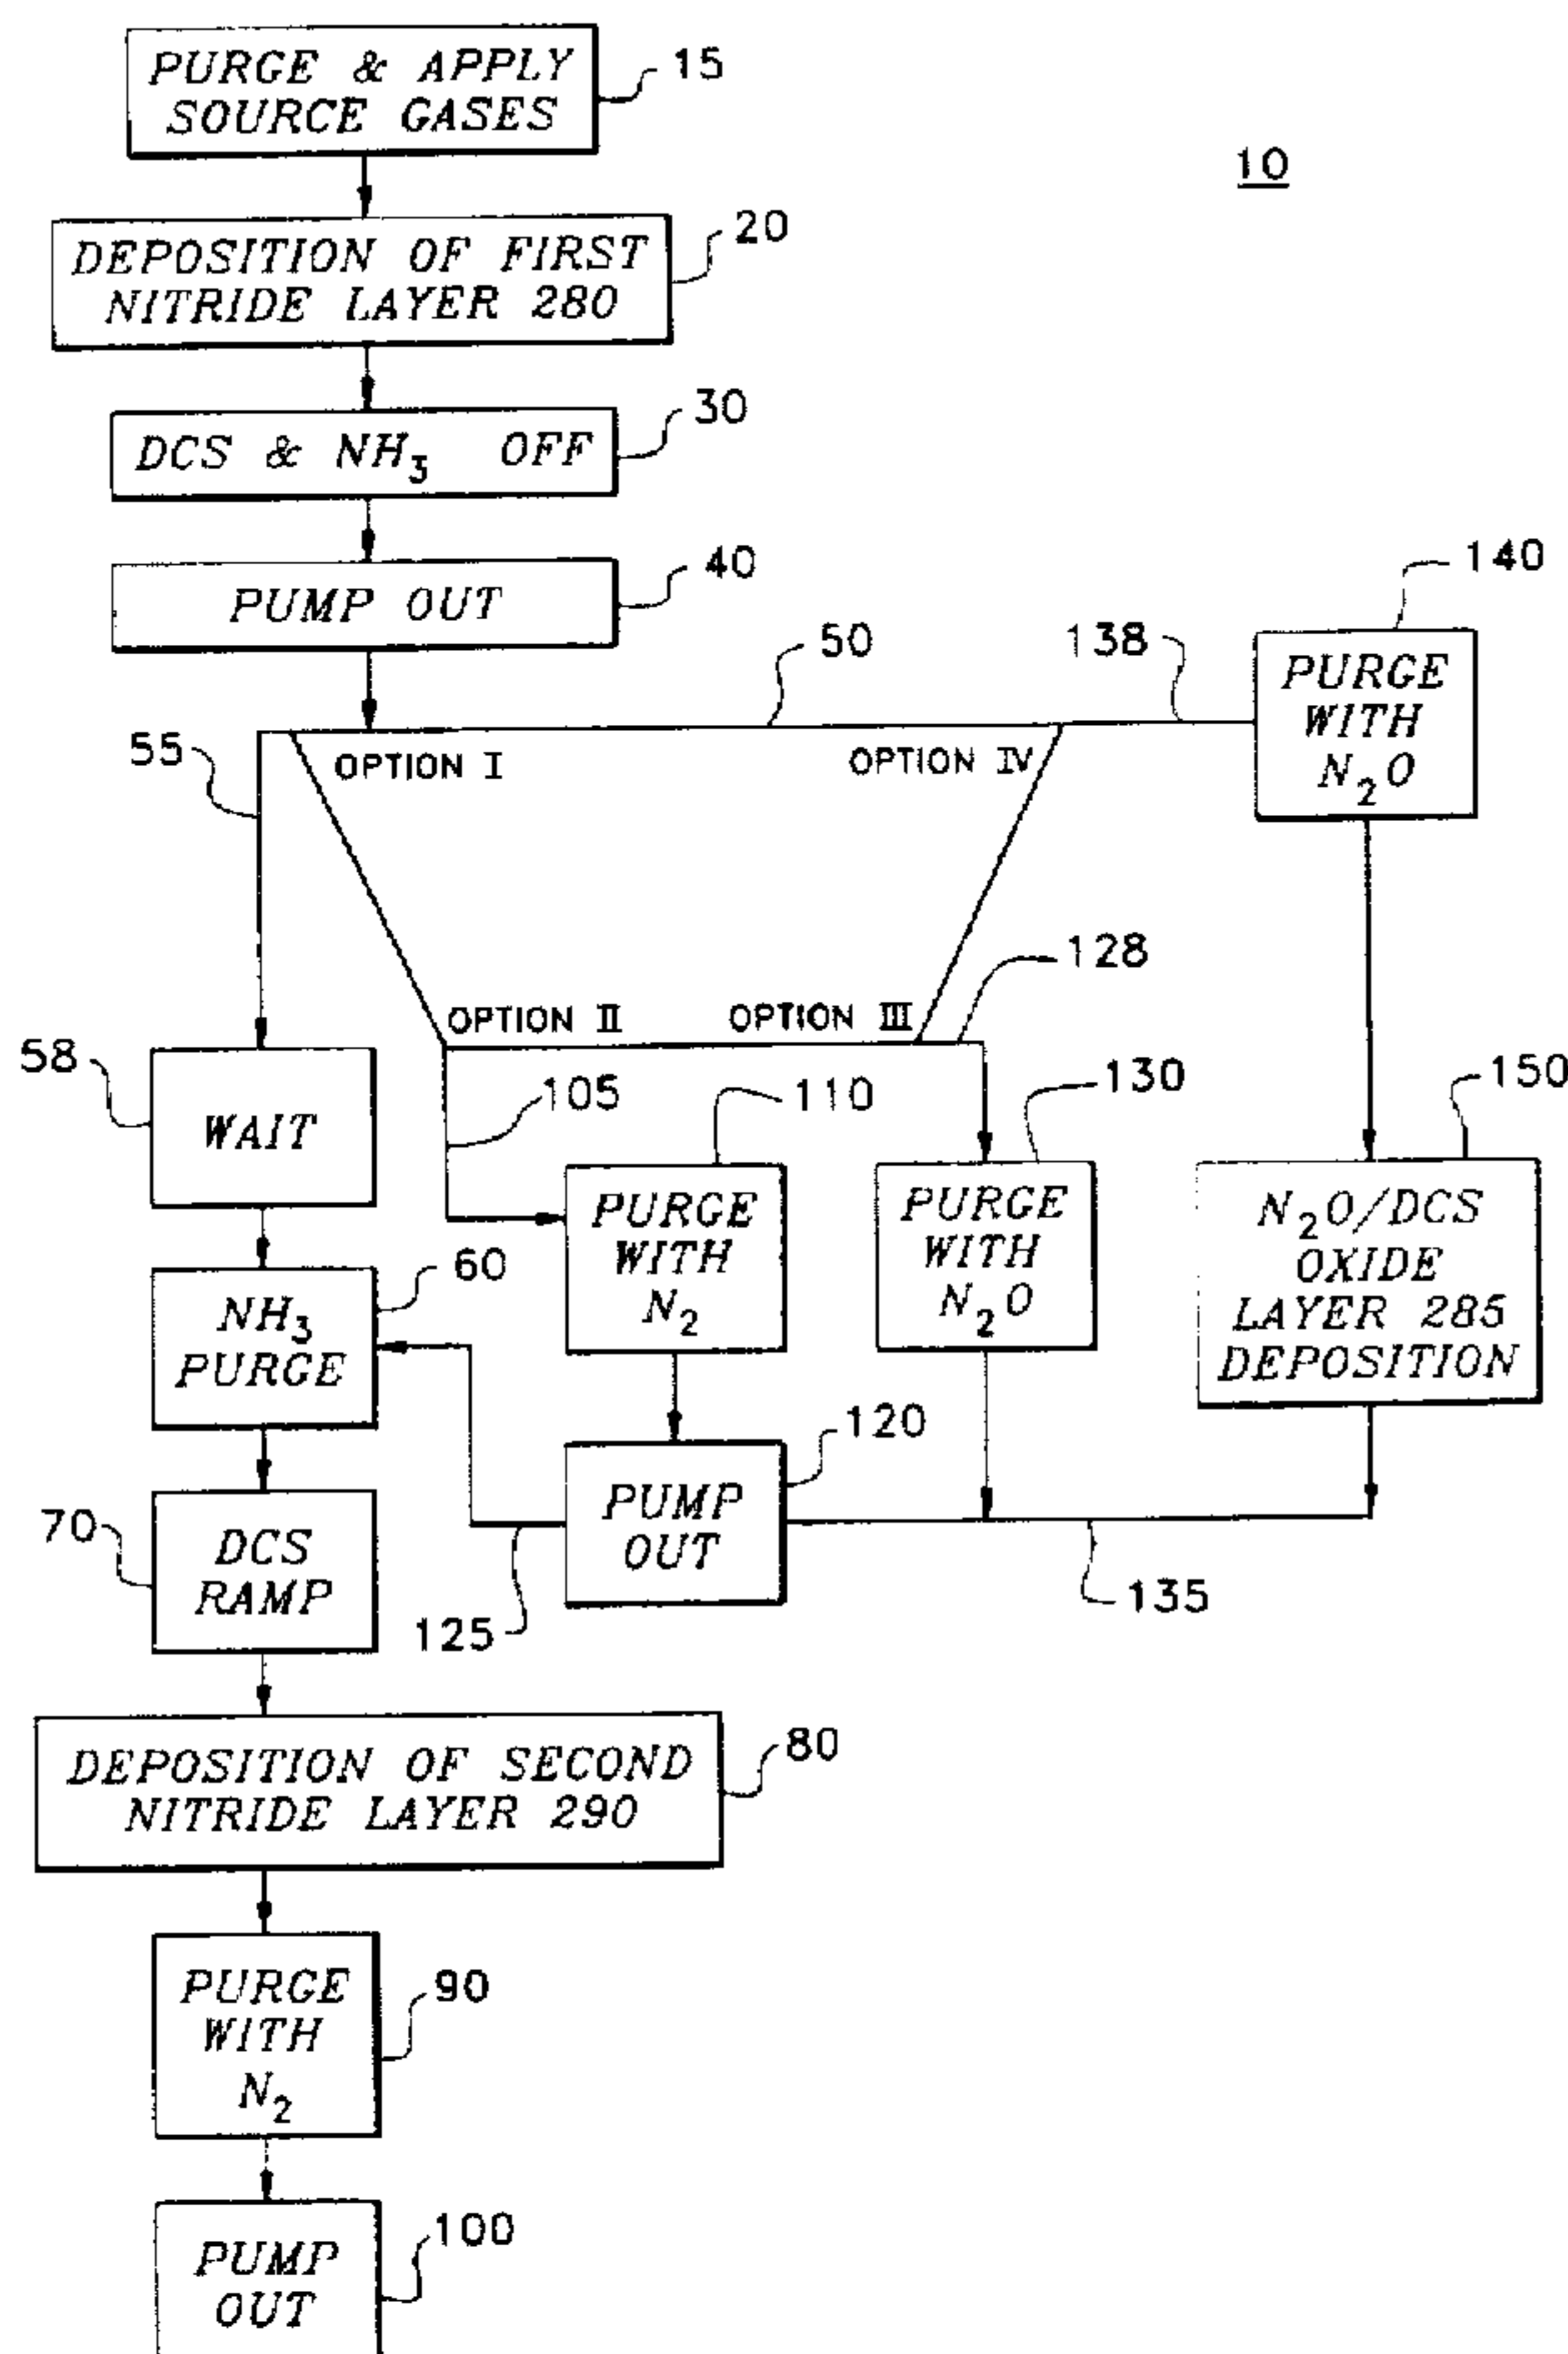 PURGE & APPLY
SOURCE GASES
15
10
DEPOSITION OF FIRST
NITRIDE LAYER 280
20
DCS & NH3 OFF
30
PUMP OUT
40
50
138
140
PURGE
WITH
N2O
55
OPTION I
OPTION IV
OPTION II
OPTION III
128
58
WAIT
105
110
130
150
PURGE
WITH
N2
PURGE
WITH
N2O
N2O/DCS
OXIDE
LAYER 285
DEPOSITION
NH3
PURGE
60
120
PUMP
OUT
70
DCS
RAMP
125
135
DEPOSITION OF SECOND
NITRIDE LAYER 290
80
PURGE
WITH
N2
90
PUMP
OUT
100